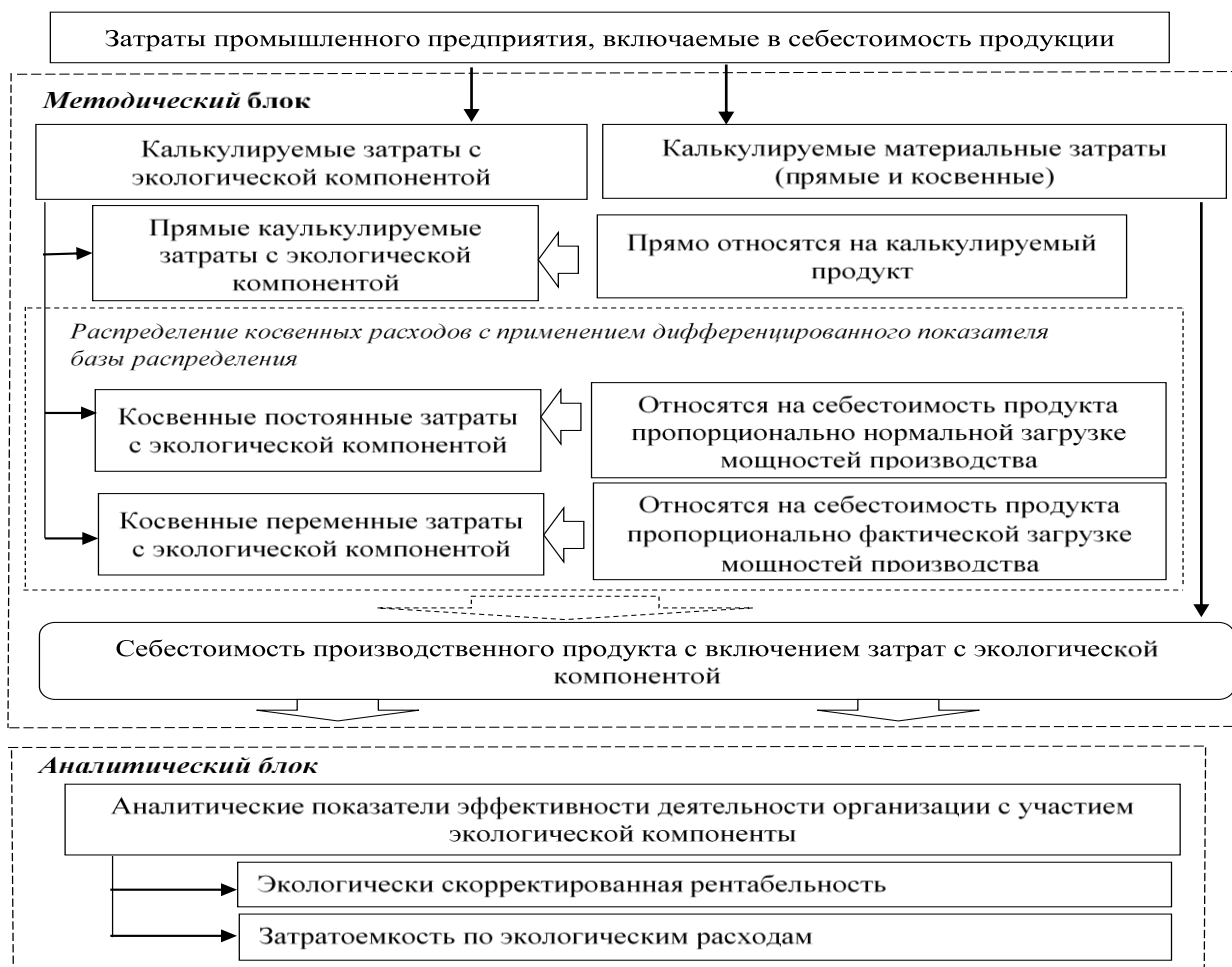 Затраты промышленного предприятия, включаемые в себестоимость продукции
Методический блок
Калькулируемые затраты с
экологической компонентой
Калькулируемые материальные затраты
(прямые и косвенные)
Прямые каулькулируемые
затраты с экологической
компонентой
Прямо относятся на калькулируемый
продукт
Распределение косвенных расходов с применением дифференцированного показателя
базы распределения
Косвенные постоянные затраты
с экологической компонентой
Относятся на себестоимость продукта
пропорционально нормальной загрузке
мощностей производства
Косвенные переменные затраты
с экологической компонентой
Относятся на себестоимость продукта
пропорционально фактической загрузке
мощностей производства
Себестоимость производственного продукта с включением затрат с экологической
компонентой
Аналитический блок
Аналитические показатели эффективности деятельности организации с участием
экологической компоненты
Экологически скорректированная рентабельность
Затратоемкость по экологическим расходам